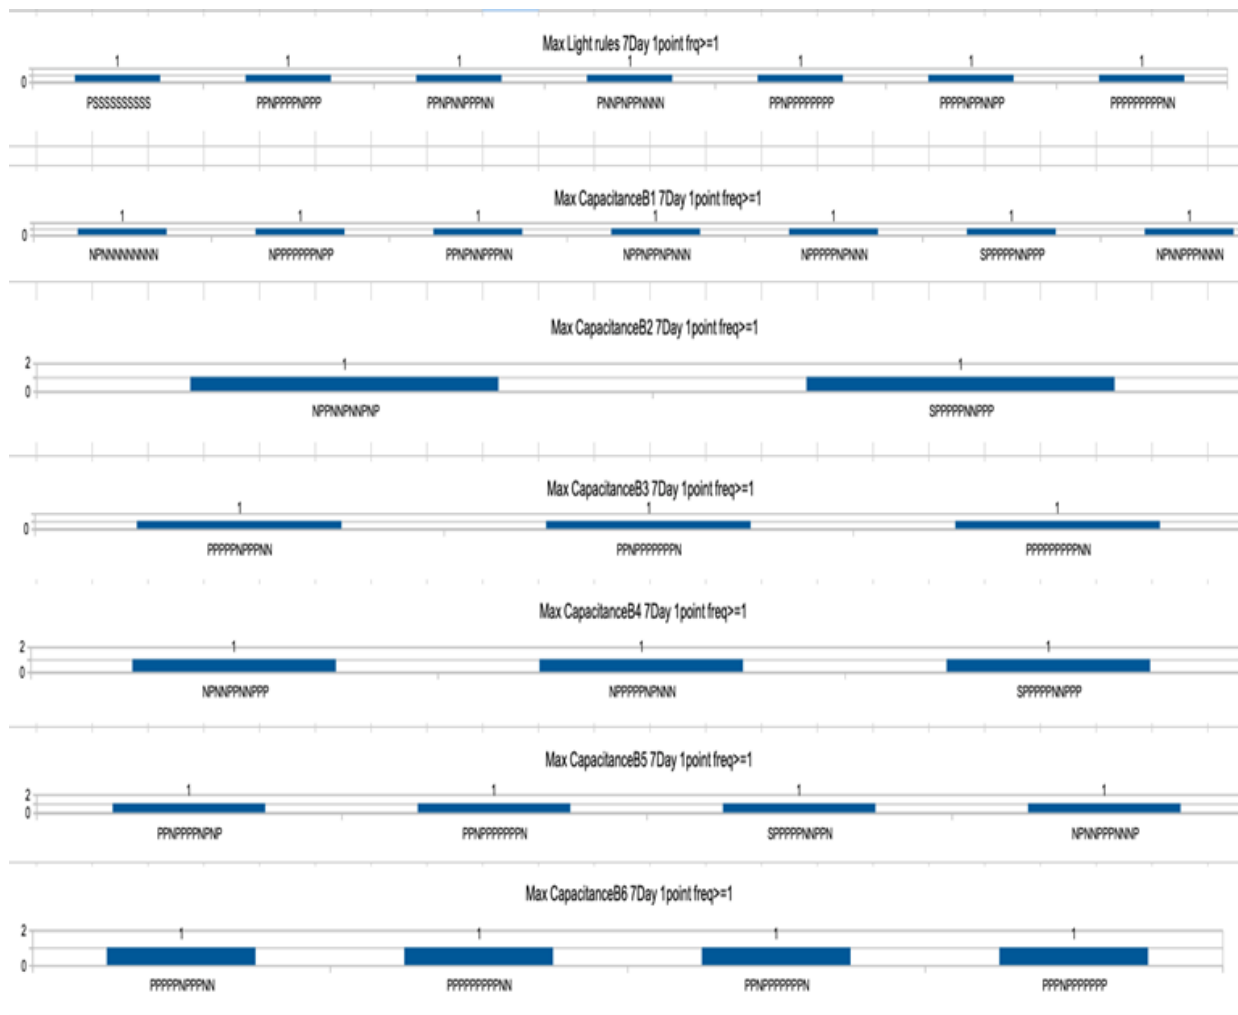 Max Light rules 7Day 1point frq>=1
1 1 1 1 1 1 1
0
PSSSSSSSSSS PPNPPPPNPPP PPNPNNPPPNN PNNPNPPNNNN PPNPPPPPPPP PPPPNPPNNPP PPPPPPPPPNN
Max CapacitanceB1 7Day 1point freq>=1
1 1 1 1 1 1 1
0
NPNNNNNNNNN NPPPPPPPNPP PPNPNNPPPNN NPPNPPNPNNN NPPPPPNPNNN SPPPPPNNPPP NPNNPPPNNNN
Max CapacitanceB2 7Day 1point freq>=1
2 1 1
0
NPPNNPNNPNP SPPPPPNNPPP
Max CapacitanceB3 7Day 1point freq>=1
1 1 1
0
PPPPPNPPPNN PPNPPPPPPPN PPPPPPPPPNN
Max CapacitanceB4 7Day 1point freq>=1
2 1 1 1
0
NPNNPPNNPPP NPPPPPNPNNN SPPPPPNNPPP
Max CapacitanceB5 7Day 1point freq>=1
1 1 1 1
2
0
PPNPPPPNPNP PPNPPPPPPPN SPPPPPNNPPN NPNNPPPNNNP
Max CapacitanceB6 7Day 1point freq>=1
2 1 1 1 1
0
PPPPPNPPPNN PPPPPPPPPNN PPNPPPPPPPN PPPNPPPPPPP